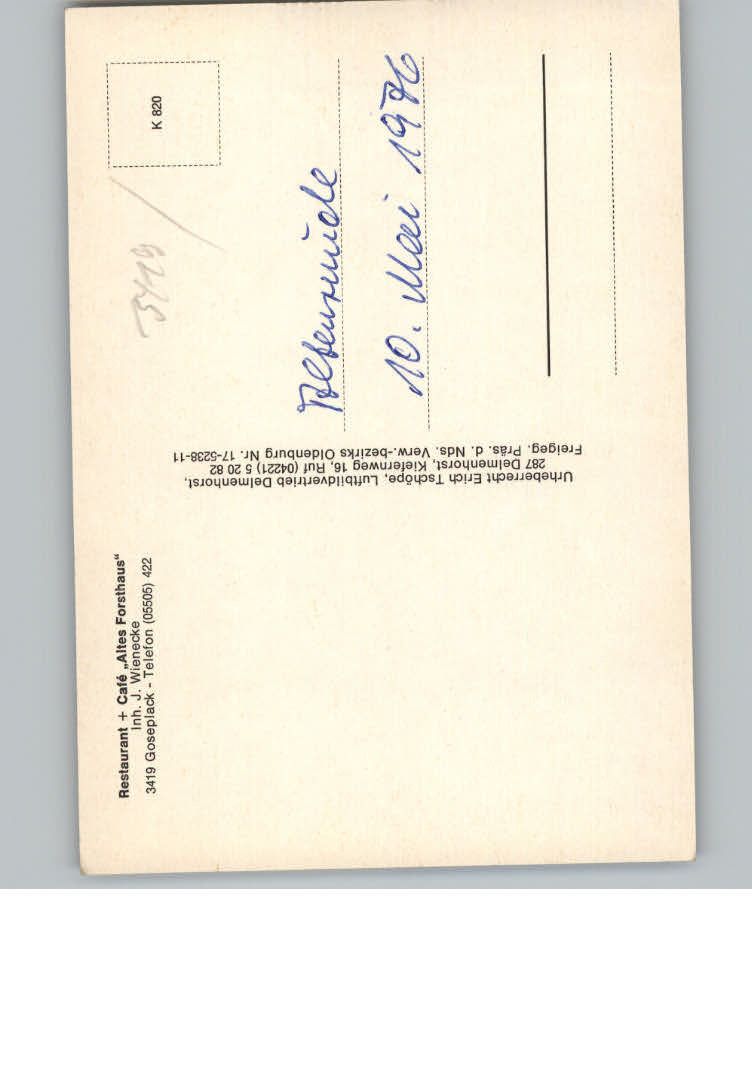 Restaurant + Café „Altes Forsthaus“
Inh. J. Wienecke
3419 Goseplack - Telefon (05505) 422
Urheberrecht Erich Tschöpe, Luftbildvertrieb Delmenhorst,
287 Delmenhorst, Kiefernweg 16, Ruf (04221) 5 20 82
Freigeg. Präs. d. Nds. Verw.-bezirks Oldenburg Nr. 17-5238-11
K 820
3419
10. Mai 1976